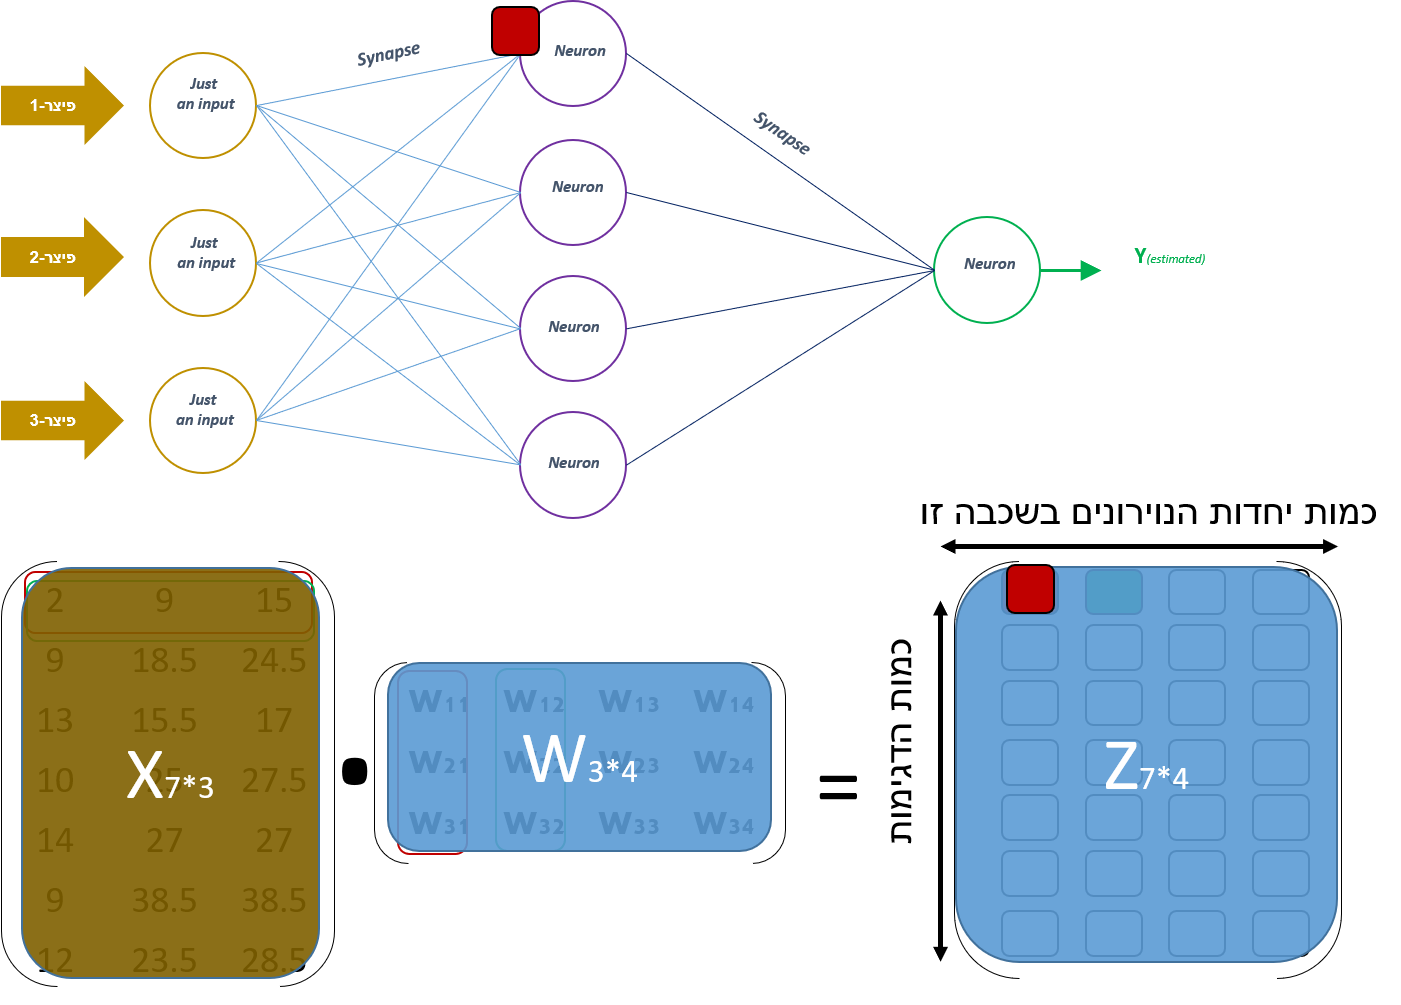 Neuron
Synapse
Just
an input
פיצר-1
Synapse
Neuron
Just
an input
פיצר-2
Y(estimated)
Neuron
Neuron
Just
an input
פיצר-3
Neuron
כמות יחדות הנוירונים בשכבה זו
2 9 15
9 18.5 24.5
13 15.5 17
10 25 27.5
14 27 27
9 38.5 38.5
12 23.5 28.5
X7*3
•
W11 W12 W13 W14
W21 W23 W24
W31 W32 W33 W34
W3*4
=
כמות הדגימות
Z7*4